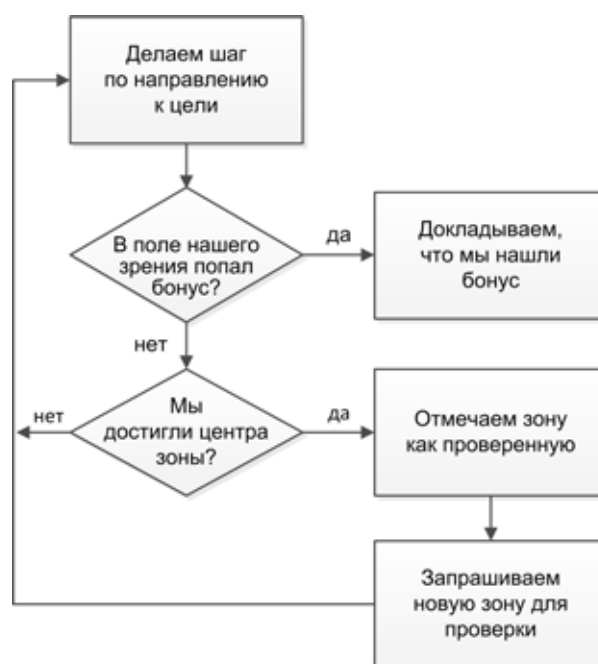 Делаем шаг
по направлению
к цели
В поле нашего
зрения попал
бонус?
да
Докладываем,
что мы нашли
бонус
нет
нет
Мы
достигли центра
зоны?
да
Отмечаем зону
как проверенную
Запрашиваем
новую зону для
проверки